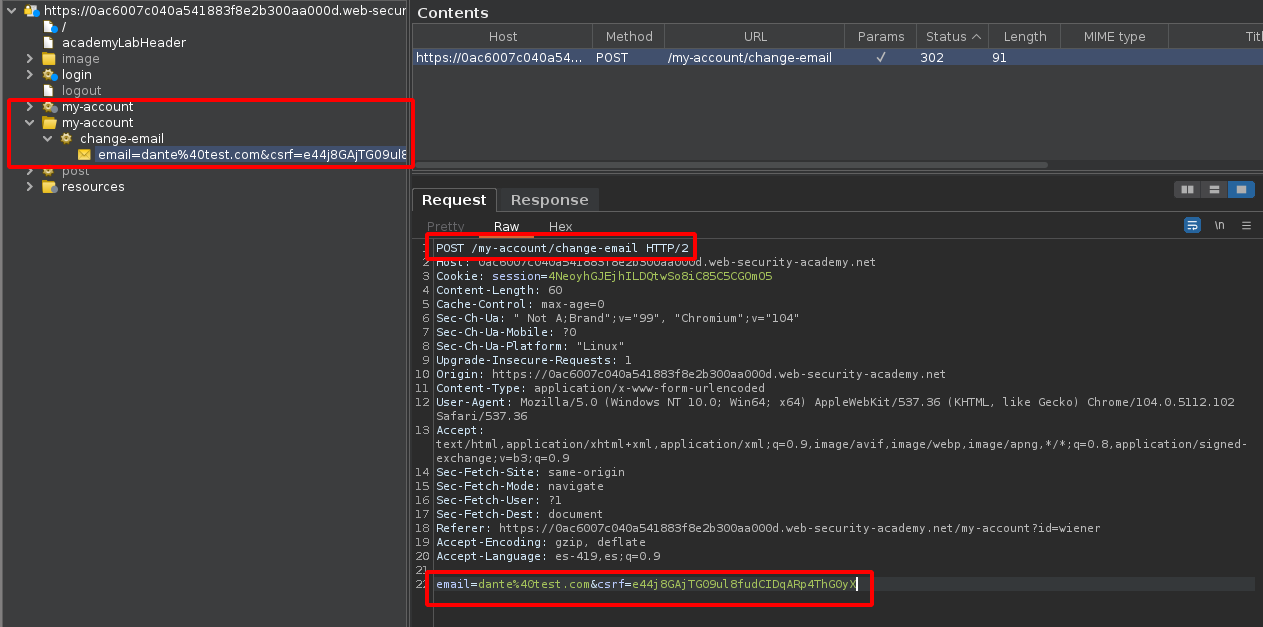 https://0ac6007c040a541883f8e2b300aa000d.web-secur
/
academyLabHeader
image
login
logout
my-account
my-account
change-email
email=dante%40test.com&csrf=e44j8GAjTG09ul8
post
resources
Contents
Host Method URL Params Status Length MIME type Titl
https://0ac6007c040a54... POST /my-account/change-email ✓ 302 91
Request Response
Pretty Raw Hex
\n
1 POST /my-account/change-email HTTP/2
2 Host: 0ac6007c040a541883f8e2b300aa000d.web-security-academy.net
3 Cookie: session=4NeoyhGJEjhILDQtwSo8iC85C5CGOmO5
4 Content-Length: 60
5 Cache-Control: max-age=0
6 Sec-Ch-Ua: " Not A;Brand";v="99", "Chromium";v="104"
7 Sec-Ch-Ua-Mobile: ?0
8 Sec-Ch-Ua-Platform: "Linux"
9 Upgrade-Insecure-Requests: 1
10 Origin: https://0ac6007c040a541883f8e2b300aa000d.web-security-academy.net
11 Content-Type: application/x-www-form-urlencoded
12 User-Agent: Mozilla/5.0 (Windows NT 10.0; Win64; x64) AppleWebKit/537.36 (KHTML, like Gecko) Chrome/104.0.5112.102
Safari/537.36
13 Accept:
text/html,application/xhtml+xml,application/xml;q=0.9,image/avif,image/webp,image/apng,*/*;q=0.8,application/signed-
exchange;v=b3;q=0.9
14 Sec-Fetch-Site: same-origin
15 Sec-Fetch-Mode: navigate
16 Sec-Fetch-User: ?1
17 Sec-Fetch-Dest: document
18 Referer: https://0ac6007c040a541883f8e2b300aa000d.web-security-academy.net/my-account?id=wiener
19 Accept-Encoding: gzip, deflate
20 Accept-Language: es-419,es;q=0.9
21
22 email=dante%40test.com&csrf=e44j8GAjTG09ul8fudCIDqARp4ThGOyX